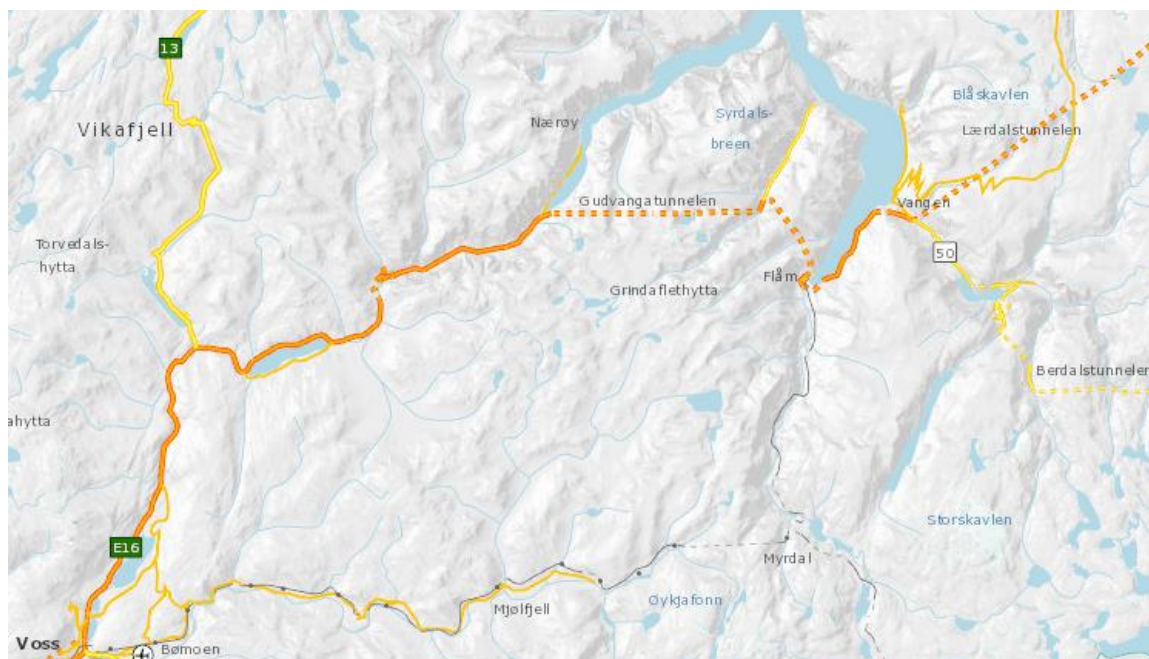 13
Blåskavlen
Vikafjell
Nærøy
Syrdals-
breen
Lærdalstunnelen
Gudvangatunnelen
Vangen
Torvedals-
hytta
50
Flåm
Grindaflethytta
Berdalstunnelen
ahytta
Storskavlen
E16
Myrdal
Mjølfjell
Øykjafonn
Voss
Bømoen